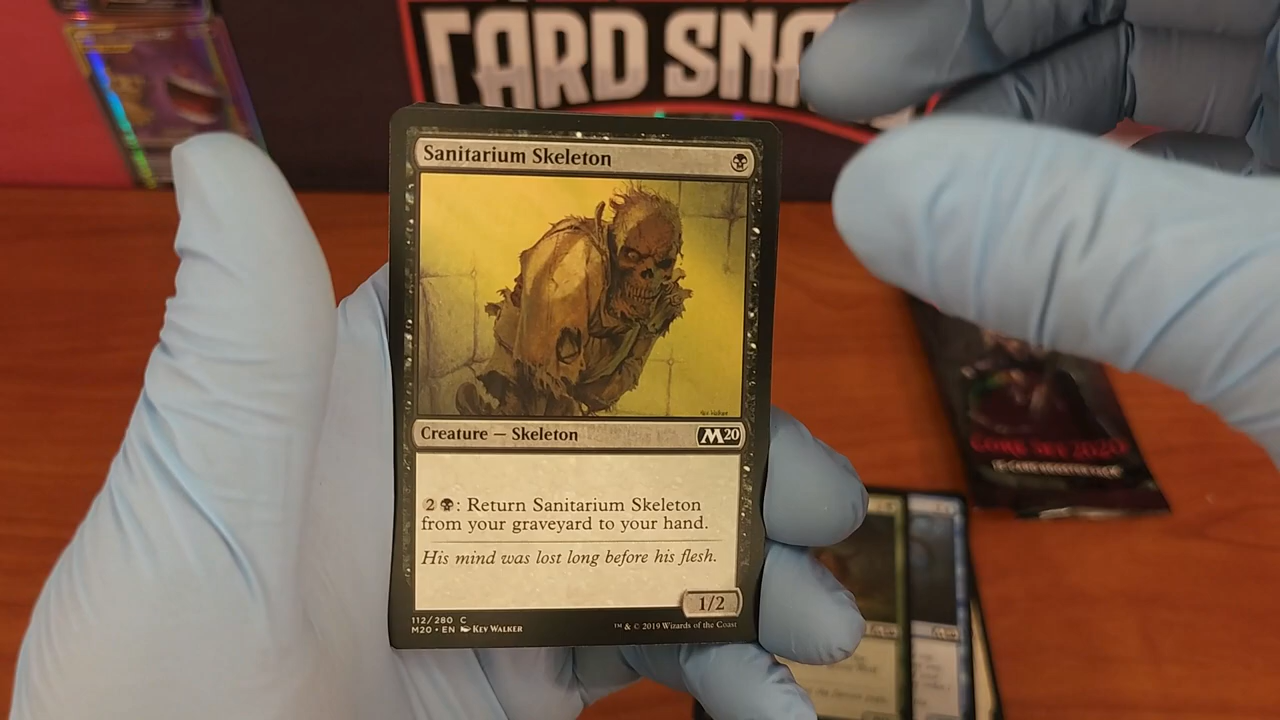 CARD SNA
Sanitarium Skeleton
Kev Walker
Creature — Skeleton
M20
2 : Return Sanitarium Skeleton
from your graveyard to your hand.
His mind was lost long before his flesh.
1/2
112/280 C
M20 • EN KEV WALKER
™ & © 2019 Wizards of the Coast
CORE SET 2020